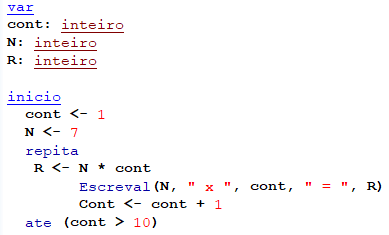 var
cont: inteiro
N: inteiro
R: inteiro
inicio
cont <- 1
N <- 7
repita
R <- N * cont
Escreval(N, " x ", cont, " = ", R)
Cont <- cont + 1
ate (cont > 10)